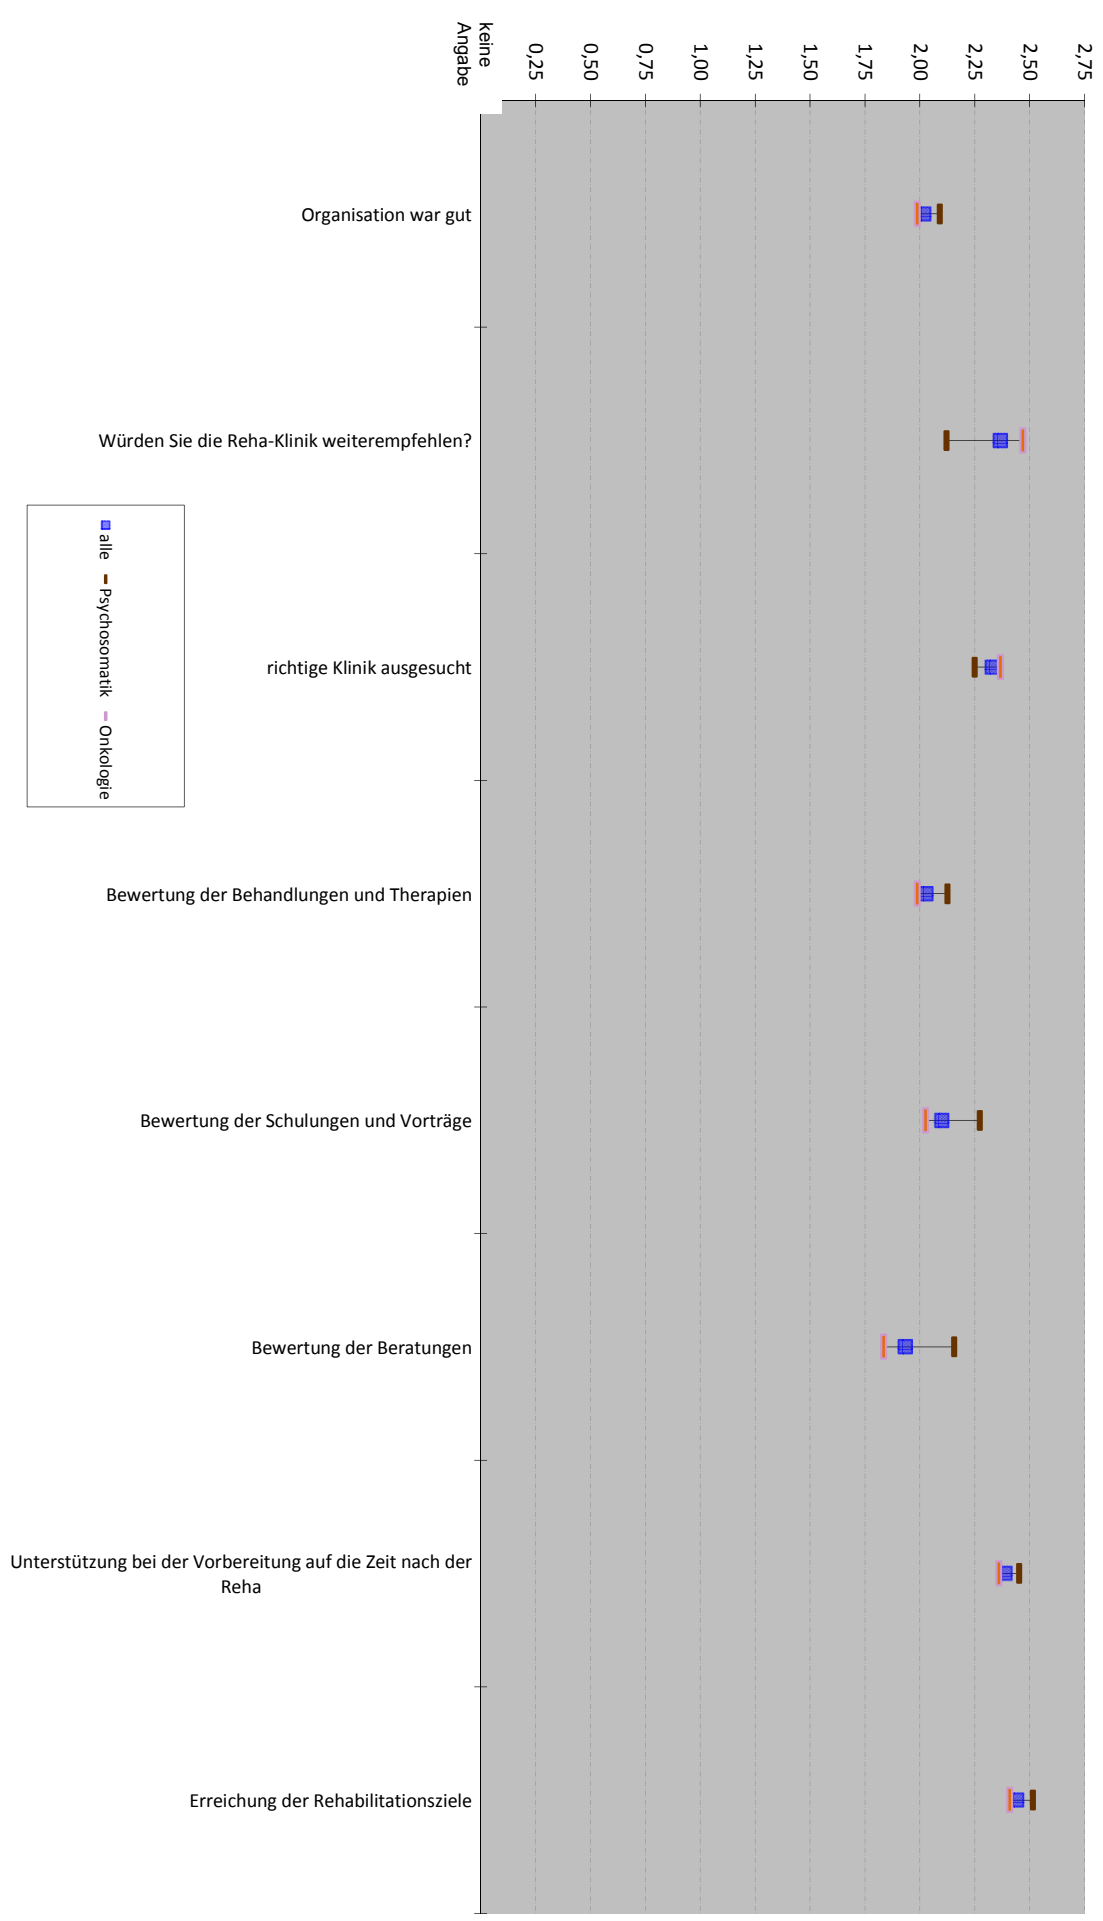 keine
Angabe
0,25
0,50
0,75
1,00
1,25
1,50
1,75
2,00
2,25
2,50
2,75
Organisation war gut
Würden Sie die Reha-Klinik weiterempfehlen?
richtige Klinik ausgesucht
Bewertung der Behandlungen und Therapien
Bewertung der Schulungen und Vorträge
Bewertung der Beratungen
Unterstützung bei der Vorbereitung auf die Zeit nach der
Reha
Erreichung der Rehabilitationsziele
alle Psychosomatik Onkologie